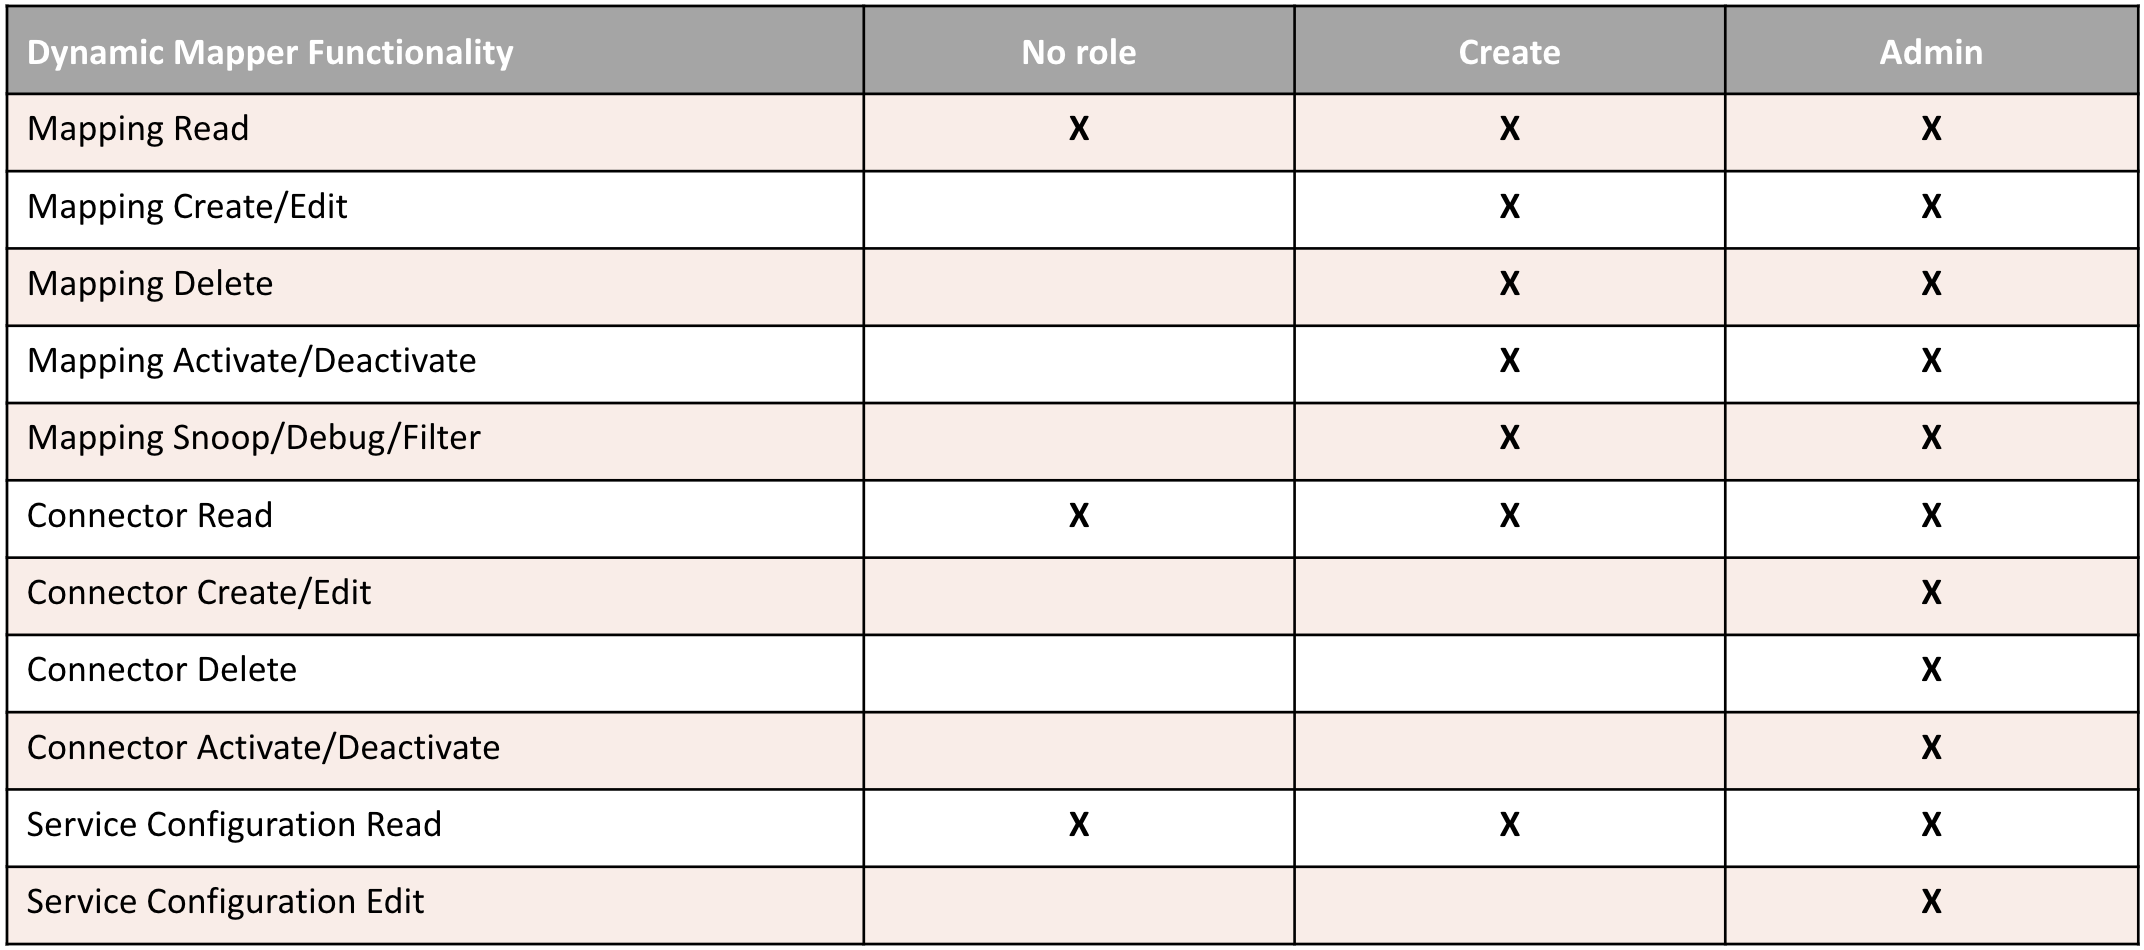 Dynamic Mapper Functionality No role Create Admin
Mapping Read X X X
Mapping Create/Edit X X
Mapping Delete X X
Mapping Activate/Deactivate X X
Mapping Snoop/Debug/Filter X X
Connector Read X X X
Connector Create/Edit X
Connector Delete X
Connector Activate/Deactivate X
Service Configuration Read X X X
Service Configuration Edit X